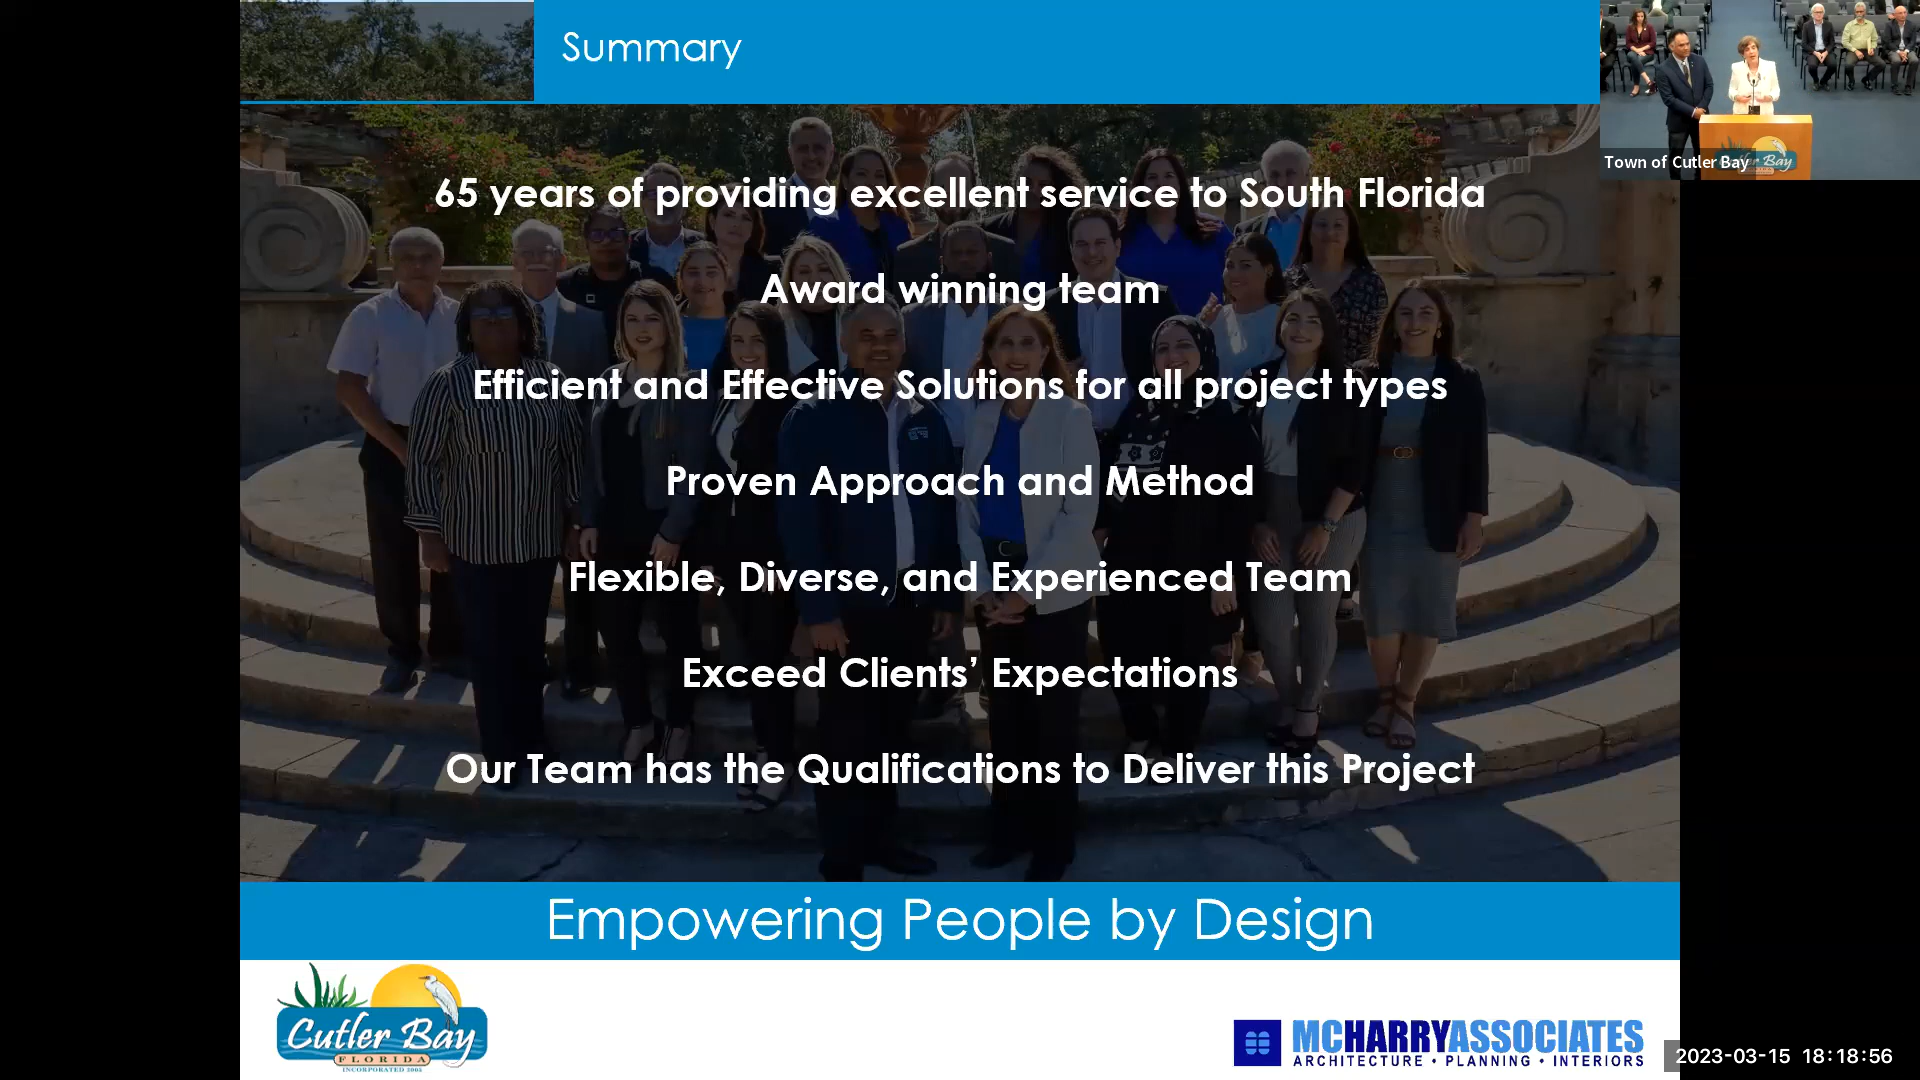 Summary
Town of Cutler Bay
65 years of providing excellent service to South Florida
Award winning team
Efficient and Effective Solutions for all project types
Proven Approach and Method
Flexible, Diverse, and Experienced Team
Exceed Clients’ Expectations
Our Team has the Qualifications to Deliver this Project
Empowering People by Design
Cutler Bay
FLORIDA
INCORPORATED 2005
MCHARRYASSOCIATES
ARCHITECTURE • PLANNING • INTERIORS
2023-03-15 18:18:56